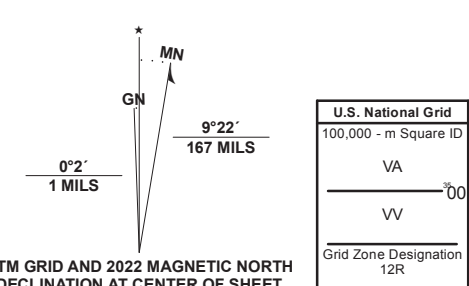 ★
MN
GN
9°22´
167 MILS
0°2´
1 MILS
TM GRID AND 2022 MAGNETIC NORTH
DECLINATION AT CENTER OF SHEET
U.S. National Grid
100,000 - m Square ID
VA
3500
VV
Grid Zone Designation
12R